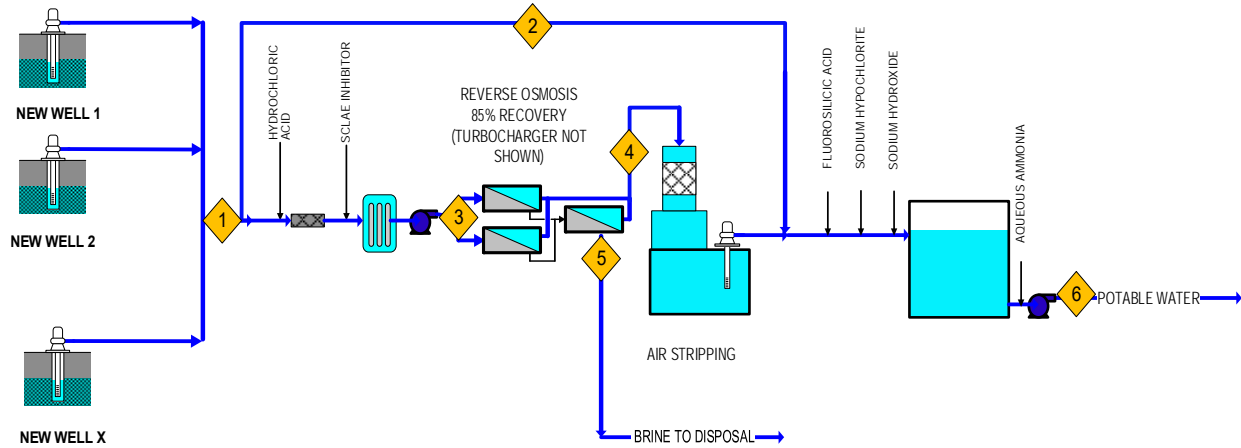 NEW WELL 1
NEW WELL 2
NEW WELL X
1
2
HYDROCHLORIC
ACID
SCLAE INHIBITOR
REVERSE OSMOSIS
85% RECOVERY
(TURBOCHARGER NOT
SHOWN)
3
4
5
AIR STRIPPING
BRINE TO DISPOSAL
FLUOROSILICIC ACID
SODIUM HYPOCHLORITE
SODIUM HYDROXIDE
AQUEOUS AMMONIA
6
POTABLE WATER